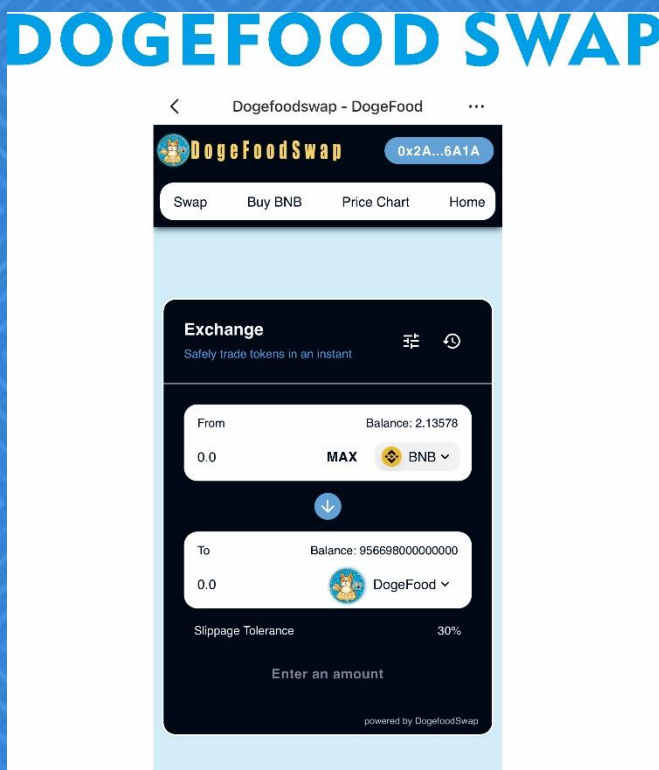 DOGEFOOD SWAP
Dogefoodswap - DogeFood
DogeFoodSwap
0x2A...6A1A
Swap Buy BNB Price Chart Home
Exchange
Safely trade tokens in an instant
From Balance: 2.13578
0.0 MAX BNB
To Balance: 956698000000000
0.0 DogeFood
Slippage Tolerance 30%
Enter an amount
powered by DogefoodSwap